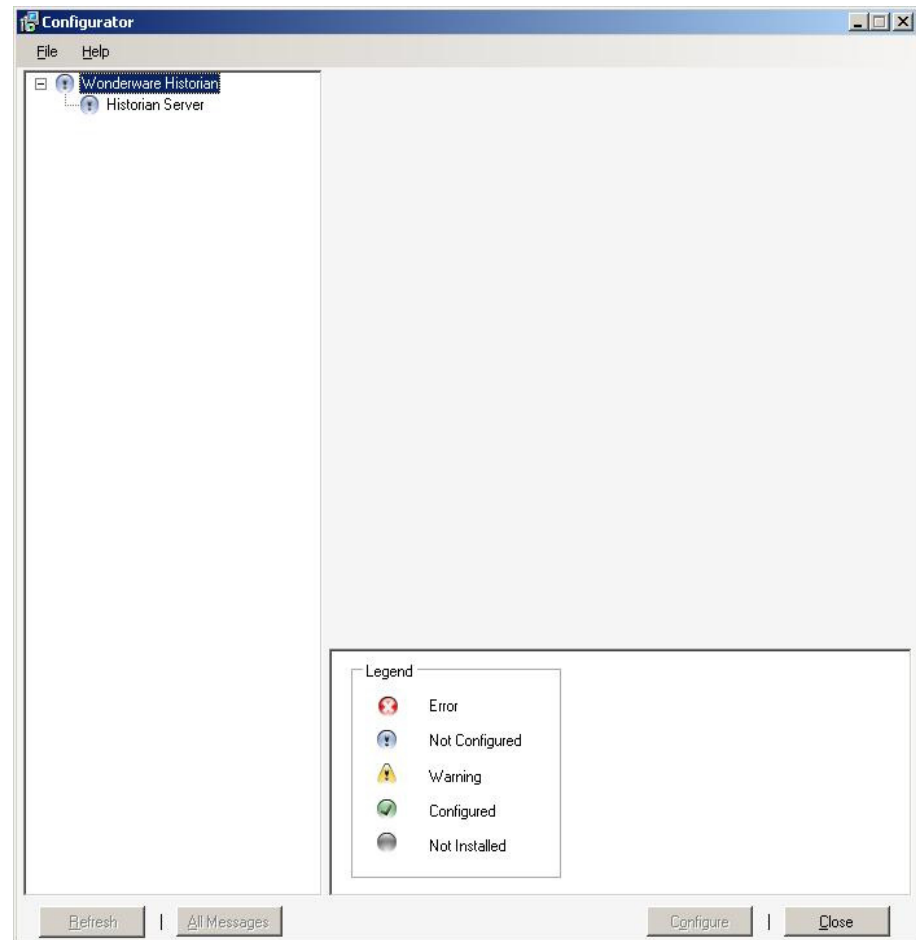 Configurator
File Help
Wonderware Historian
Historian Server
Legend
Error
Not Configured
Warning
Configured
Not Installed
Refresh | All Messages Configure | Close